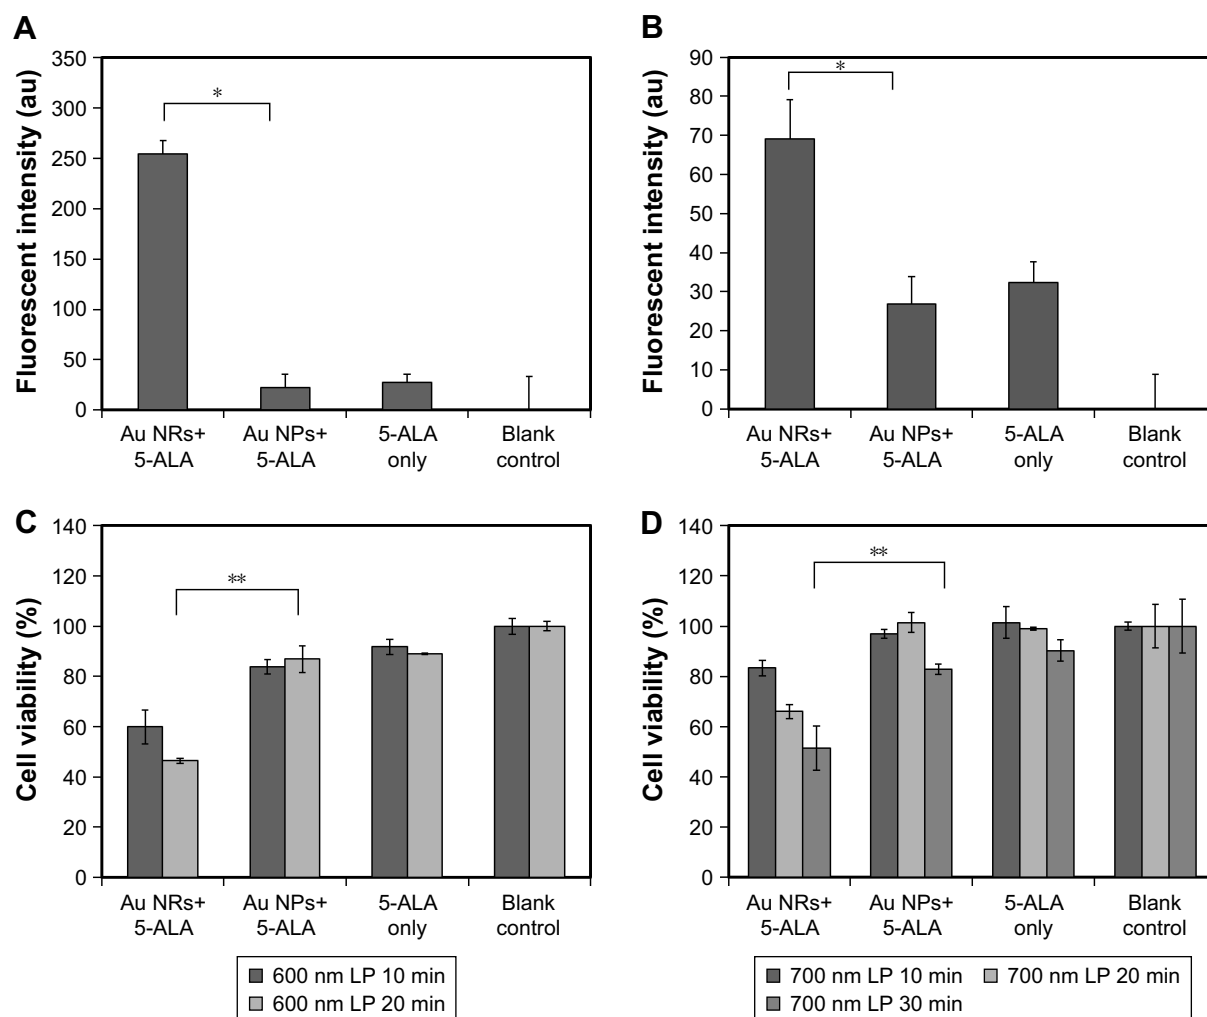 A
Fluorescent intensity (au)
350
300
250
200
150
100
50
0
*
Au NRs+
5-ALA
Au NPs+
5-ALA
5-ALA
only
Blank
control
B
Fluorescent intensity (au)
90
80
70
60
50
40
30
20
10
0
*
Au NRs+
5-ALA
Au NPs+
5-ALA
5-ALA
only
Blank
control
C
Cell viability (%)
140
120
100
80
60
40
20
0
**
Au NRs+
5-ALA
Au NPs+
5-ALA
5-ALA
only
Blank
control
600 nm LP 10 min
600 nm LP 20 min
D
Cell viability (%)
140
120
100
80
60
40
20
0
**
Au NRs+
5-ALA
Au NPs+
5-ALA
5-ALA
only
Blank
control
700 nm LP 10 min
700 nm LP 20 min
700 nm LP 30 min